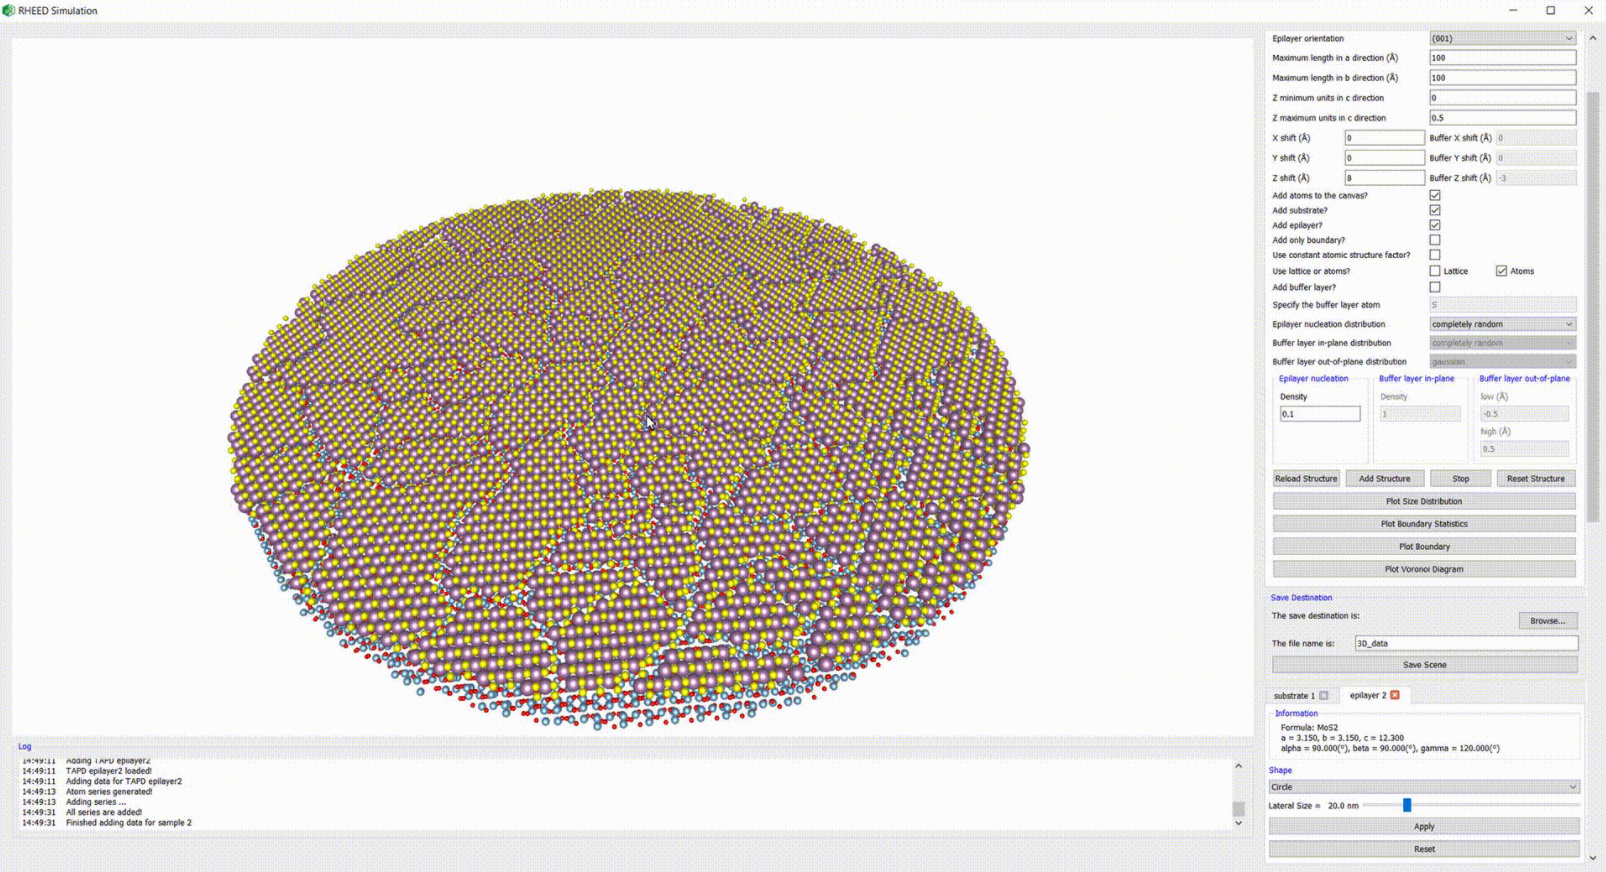 RHEED Simulation
Epilayer orientation (001)
Maximum length in a direction (Å) 100
Maximum length in b direction (Å) 100
Z minimum units in c direction 0
Z maximum units in c direction 0.5
X shift (Å) 0 Buffer X shift (Å) 0
Y shift (Å) 0 Buffer Y shift (Å) 0
Z shift (Å) 8 Buffer Z shift (Å) -3
Add atoms to the canvas?
Add substrate?
Add epilayer?
Add only boundary?
Use constant atomic structure factor?
Use lattice or atoms? Lattice Atoms
Add buffer layer?
Specify the buffer layer atom S
Epilayer nucleation distribution completely random
Buffer layer in-plane distribution completely random
Buffer layer out-of-plane distribution gaussian
Epilayer nucleation Buffer layer in-plane Buffer layer out-of-plane
Density Density low (Å)
0.1 1 -0.5
high (Å)
0.5
Reload Structure Add Structure Stop Reset Structure
Plot Size Distribution
Plot Boundary Statistics
Plot Boundary
Plot Voronoi Diagram
Save Destination
The save destination is: Browse...
The file name is: 3D_data
Save Scene
substrate 1 epilayer 2
Information
Formula: MoS2
a = 3.150, b = 3.150, c = 12.300
alpha = 90.000(°), beta = 90.000(°), gamma = 120.000(°)
Shape
Circle
Lateral Size = 20.0 nm
Apply
Reset
Log
14:49:11 Adding TAPD epilayer2
14:49:11 TAPD epilayer2 loaded!
14:49:11 Adding data for TAPD epilayer2
14:49:13 Atom series generated!
14:49:13 Adding series ...
14:49:31 All series are added!
14:49:31 Finished adding data for sample 2